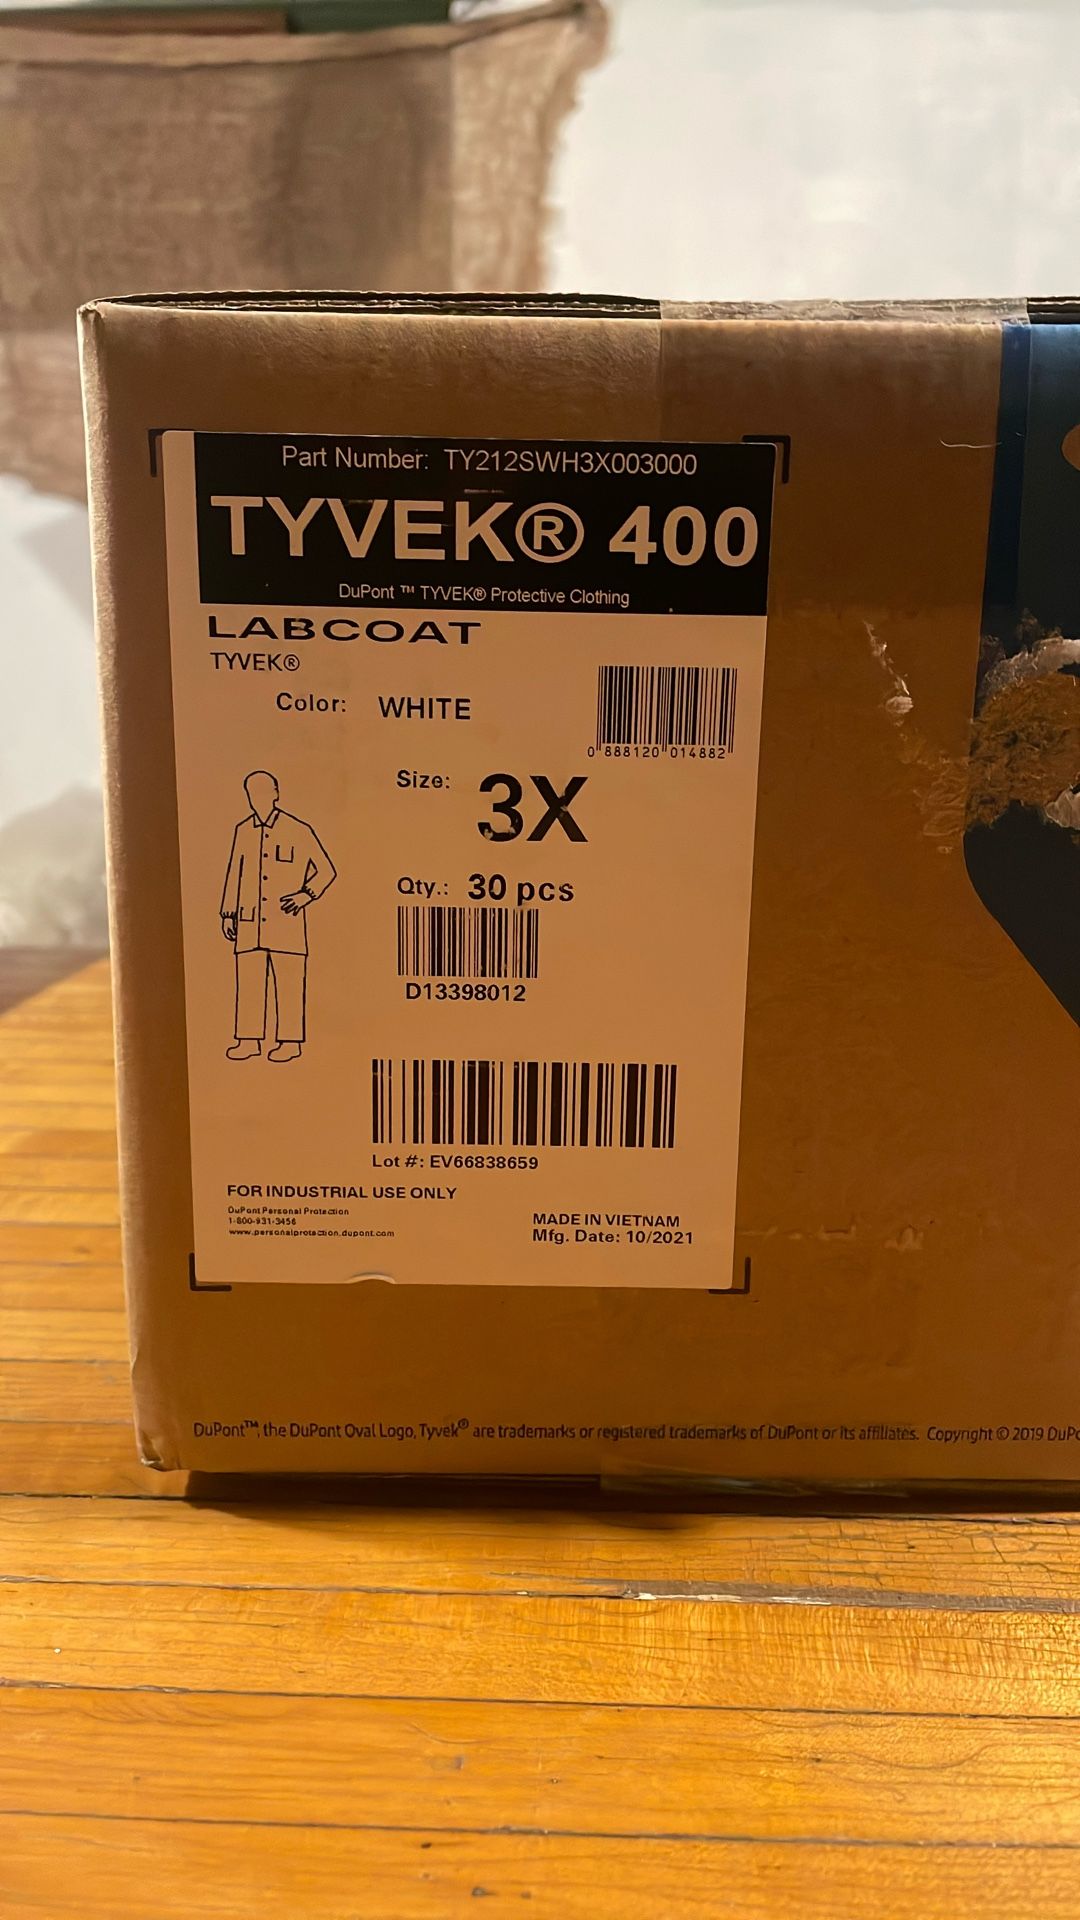 Part Number: TY212SWH3X003000
TYVEK® 400
DuPont ™ TYVEK® Protective Clothing
LABCOAT
TYVEK®
Color: WHITE
0 888120 014882
Size: 3X
Qty.: 30 pcs
D13398012
Lot #: EV66838659
FOR INDUSTRIAL USE ONLY
DuPont Personal Protection
1-800-931-3456
www.personalprotection.dupont.com
MADE IN VIETNAM
Mfg. Date: 10/2021
DuPont™, the DuPont Oval Logo, Tyvek® are trademarks or registered trademarks of DuPont or its affiliates. Copyright © 2019 DuPo